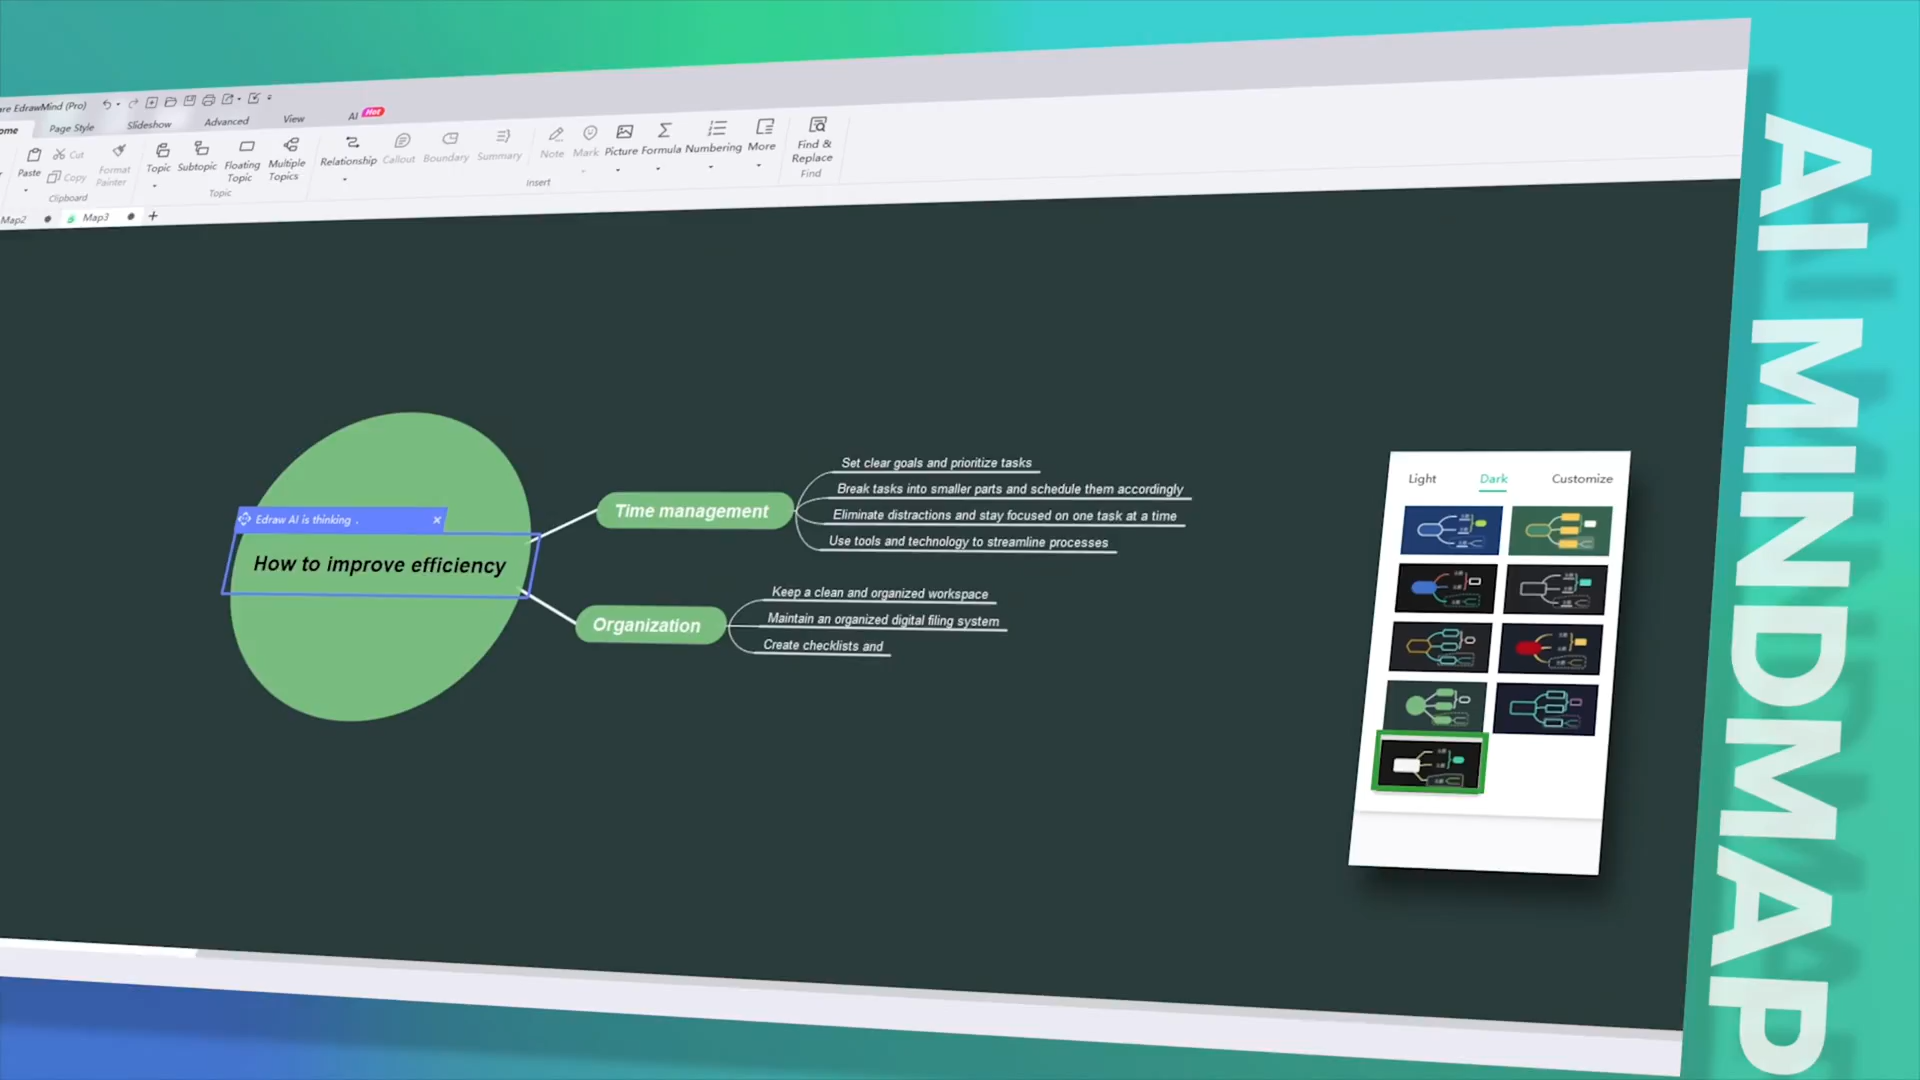 are EdrawMind (Pro)
ome
Page Style
Slideshow
Advanced
View
AI
Hot
Paste
Cut
Copy
Format
Painter
Clipboard
Topic
Subtopic
Floating
Topic
Multiple
Topics
Topic
Relationship
Callout
Boundary
Summary
Insert
Note
Mark
Picture
Formula
Numbering
More
Find &
Replace
Find
Map2
Map3
Edraw AI is thinking .
How to improve efficiency
Time management
Set clear goals and prioritize tasks
Break tasks into smaller parts and schedule them accordingly
Eliminate distractions and stay focused on one task at a time
Use tools and technology to streamline processes
Organization
Keep a clean and organized workspace
Maintain an organized digital filing system
Create checklists and
Light
Dark
Customize
AI MINDMAP